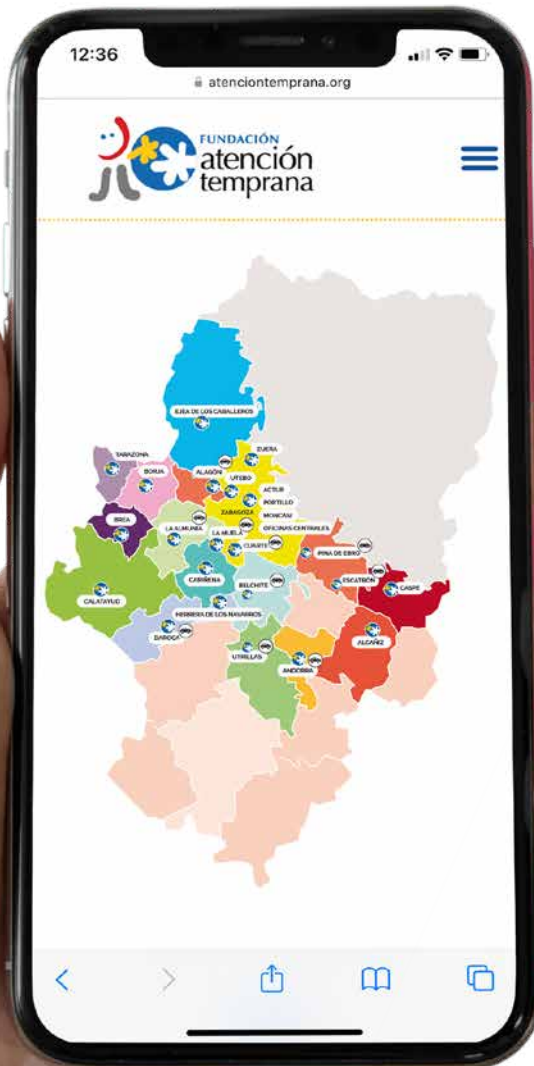 12:36
atenciontemprana.org
FUNDACIÓN
atención
temprana
EJEA DE LOS CABALLEROS
TARAZONA
BORJA
ALAGÓN
ZUERA
UTEBO
ACTUR
PORTILLO
ZARAGOZA
MONCASI
OFICINAS CENTRALES
BREA
LA ALMUNIA
LA MUELA
CUARTE
PINA DE EBRO
CALATAYUD
CARIÑENA
BELCHITE
ESCATRÓN
CASPE
HERRERA DE LOS NAVARROS
DAROCA
UTRILLAS
ANDORRA
ALCAÑIZ